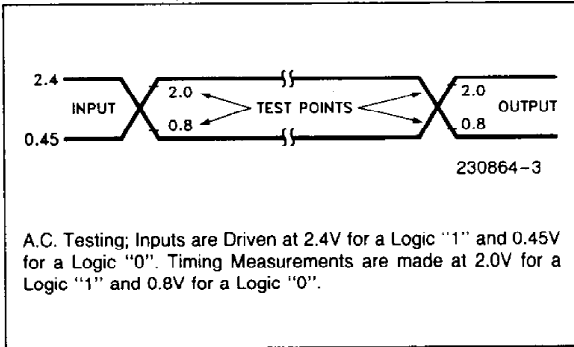 2.4
2.0
2.0
INPUT
TEST POINTS
OUTPUT
0.8
0.8
0.45
230864-3
A.C. Testing; Inputs are Driven at 2.4V for a Logic "1" and 0.45V
for a Logic "0". Timing Measurements are made at 2.0V for a
Logic "1" and 0.8V for a Logic "0".